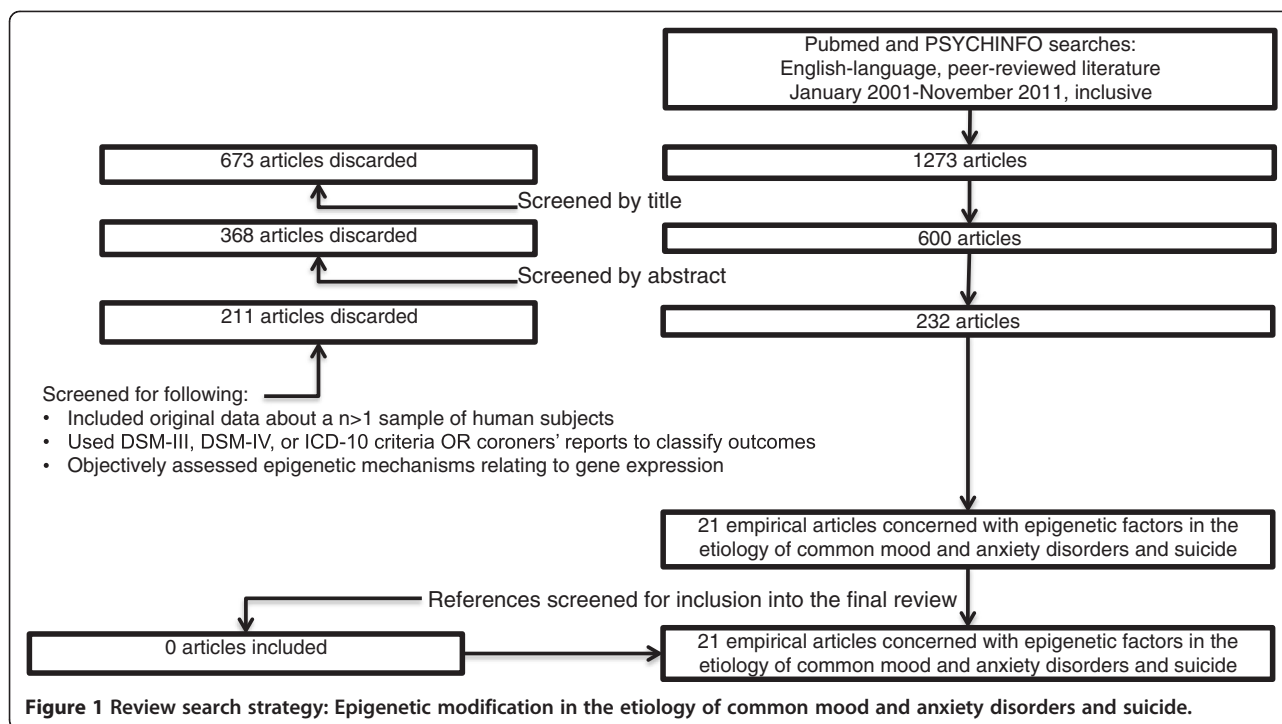 Pubmed and PSYCHINFO searches:
English-language, peer-reviewed literature
January 2001-November 2011, inclusive
673 articles discarded
1273 articles
Screened by title
368 articles discarded
600 articles
Screened by abstract
211 articles discarded
232 articles
Screened for following:
• Included original data about a n>1 sample of human subjects
• Used DSM-III, DSM-IV, or ICD-10 criteria OR coroners' reports to classify outcomes
• Objectively assessed epigenetic mechanisms relating to gene expression
21 empirical articles concerned with epigenetic factors in the
etiology of common mood and anxiety disorders and suicide
References screened for inclusion into the final review
0 articles included
21 empirical articles concerned with epigenetic factors in the
etiology of common mood and anxiety disorders and suicide
Figure 1 Review search strategy: Epigenetic modification in the etiology of common mood and anxiety disorders and suicide.